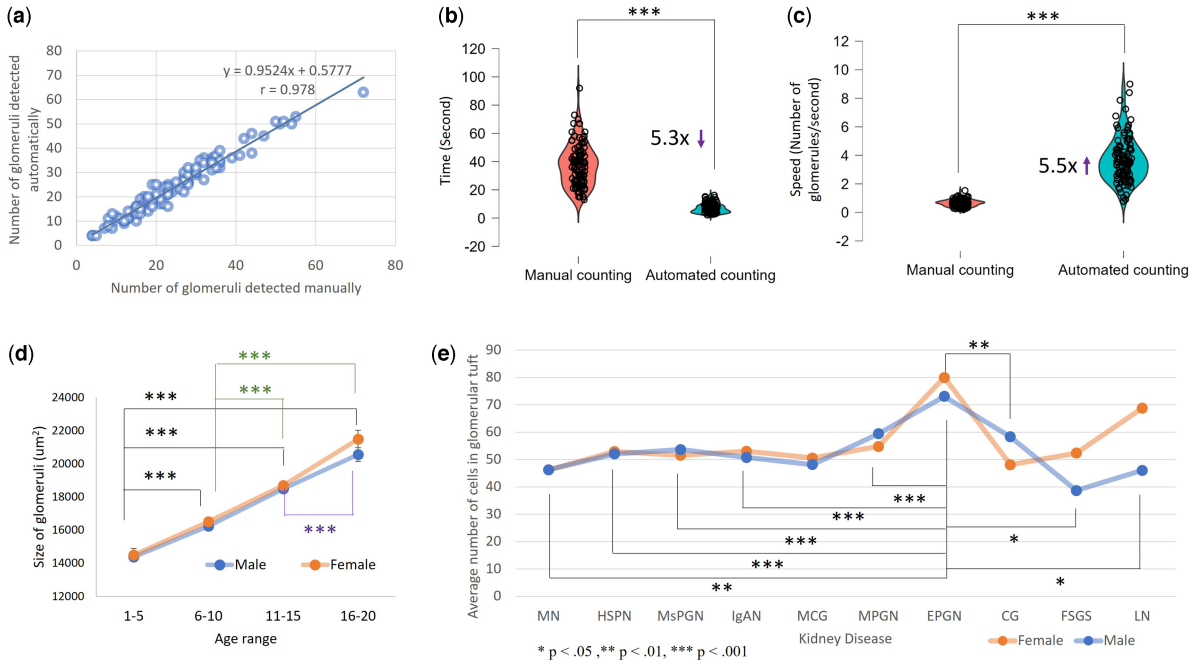 (a)
Number of glomeruli detected
automatically
80
70
60
50
40
30
20
10
0
y = 0.9524x + 0.5777
r = 0.978
0 20 40 60 80
Number of glomeruli detected manually
(b)
***
Time (Second)
120
100
80
60
40
20
0
-20
5.3x
Manual counting Automated counting
(c)
***
Speed (Number of
glomerules/second)
12
10
8
6
4
2
0
-2
5.5x
Manual counting Automated counting
(d)
***
***
***
***
***
***
Size of glomeruli (um²)
24000
22000
20000
18000
16000
14000
12000
Male Female
1-5 6-10 11-15 16-20
Age range
(e)
Average number of cells in glomerular tuft
90
80
70
60
50
40
30
20
10
0
**
***
***
***
*
***
**
*
MN HSPN MsPGN IgAN MCG MPGN EPGN CG FSGS LN
Kidney Disease
Female Male
* p < .05 ,** p < .01, *** p < .001